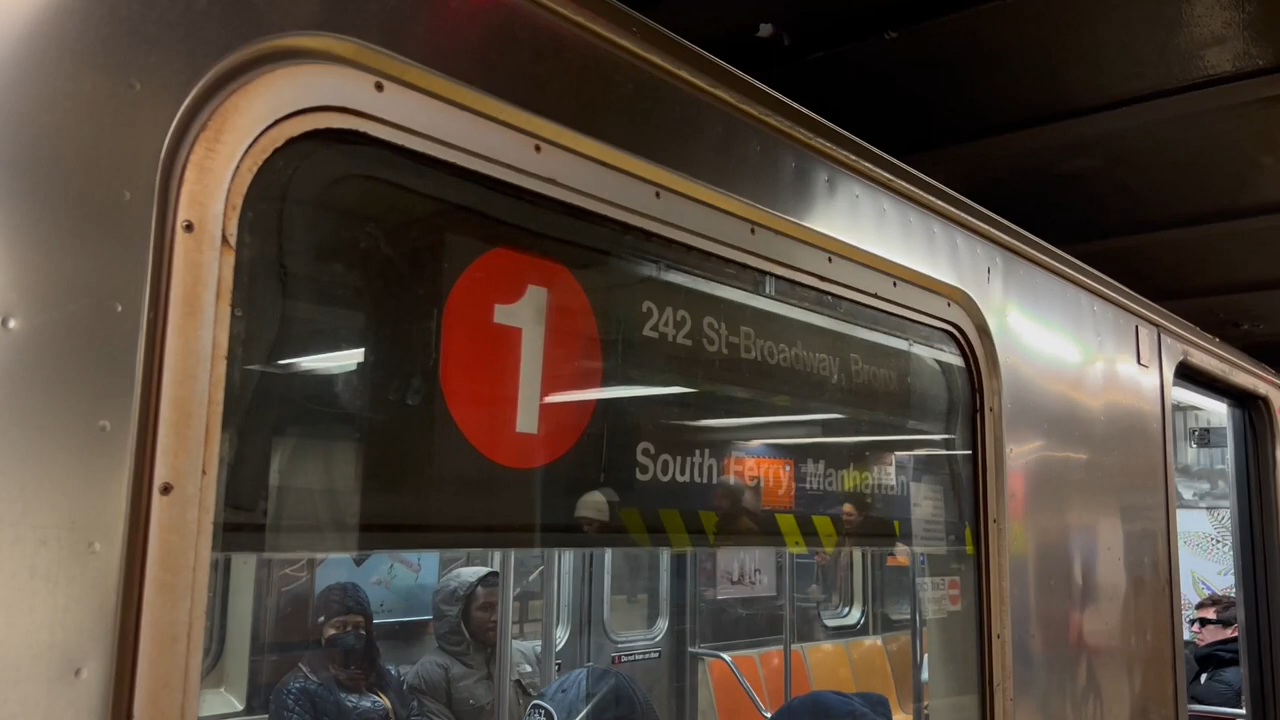 1
242 St-Broadway, Bronx
South Ferry, Manhattan
Do not lean on door